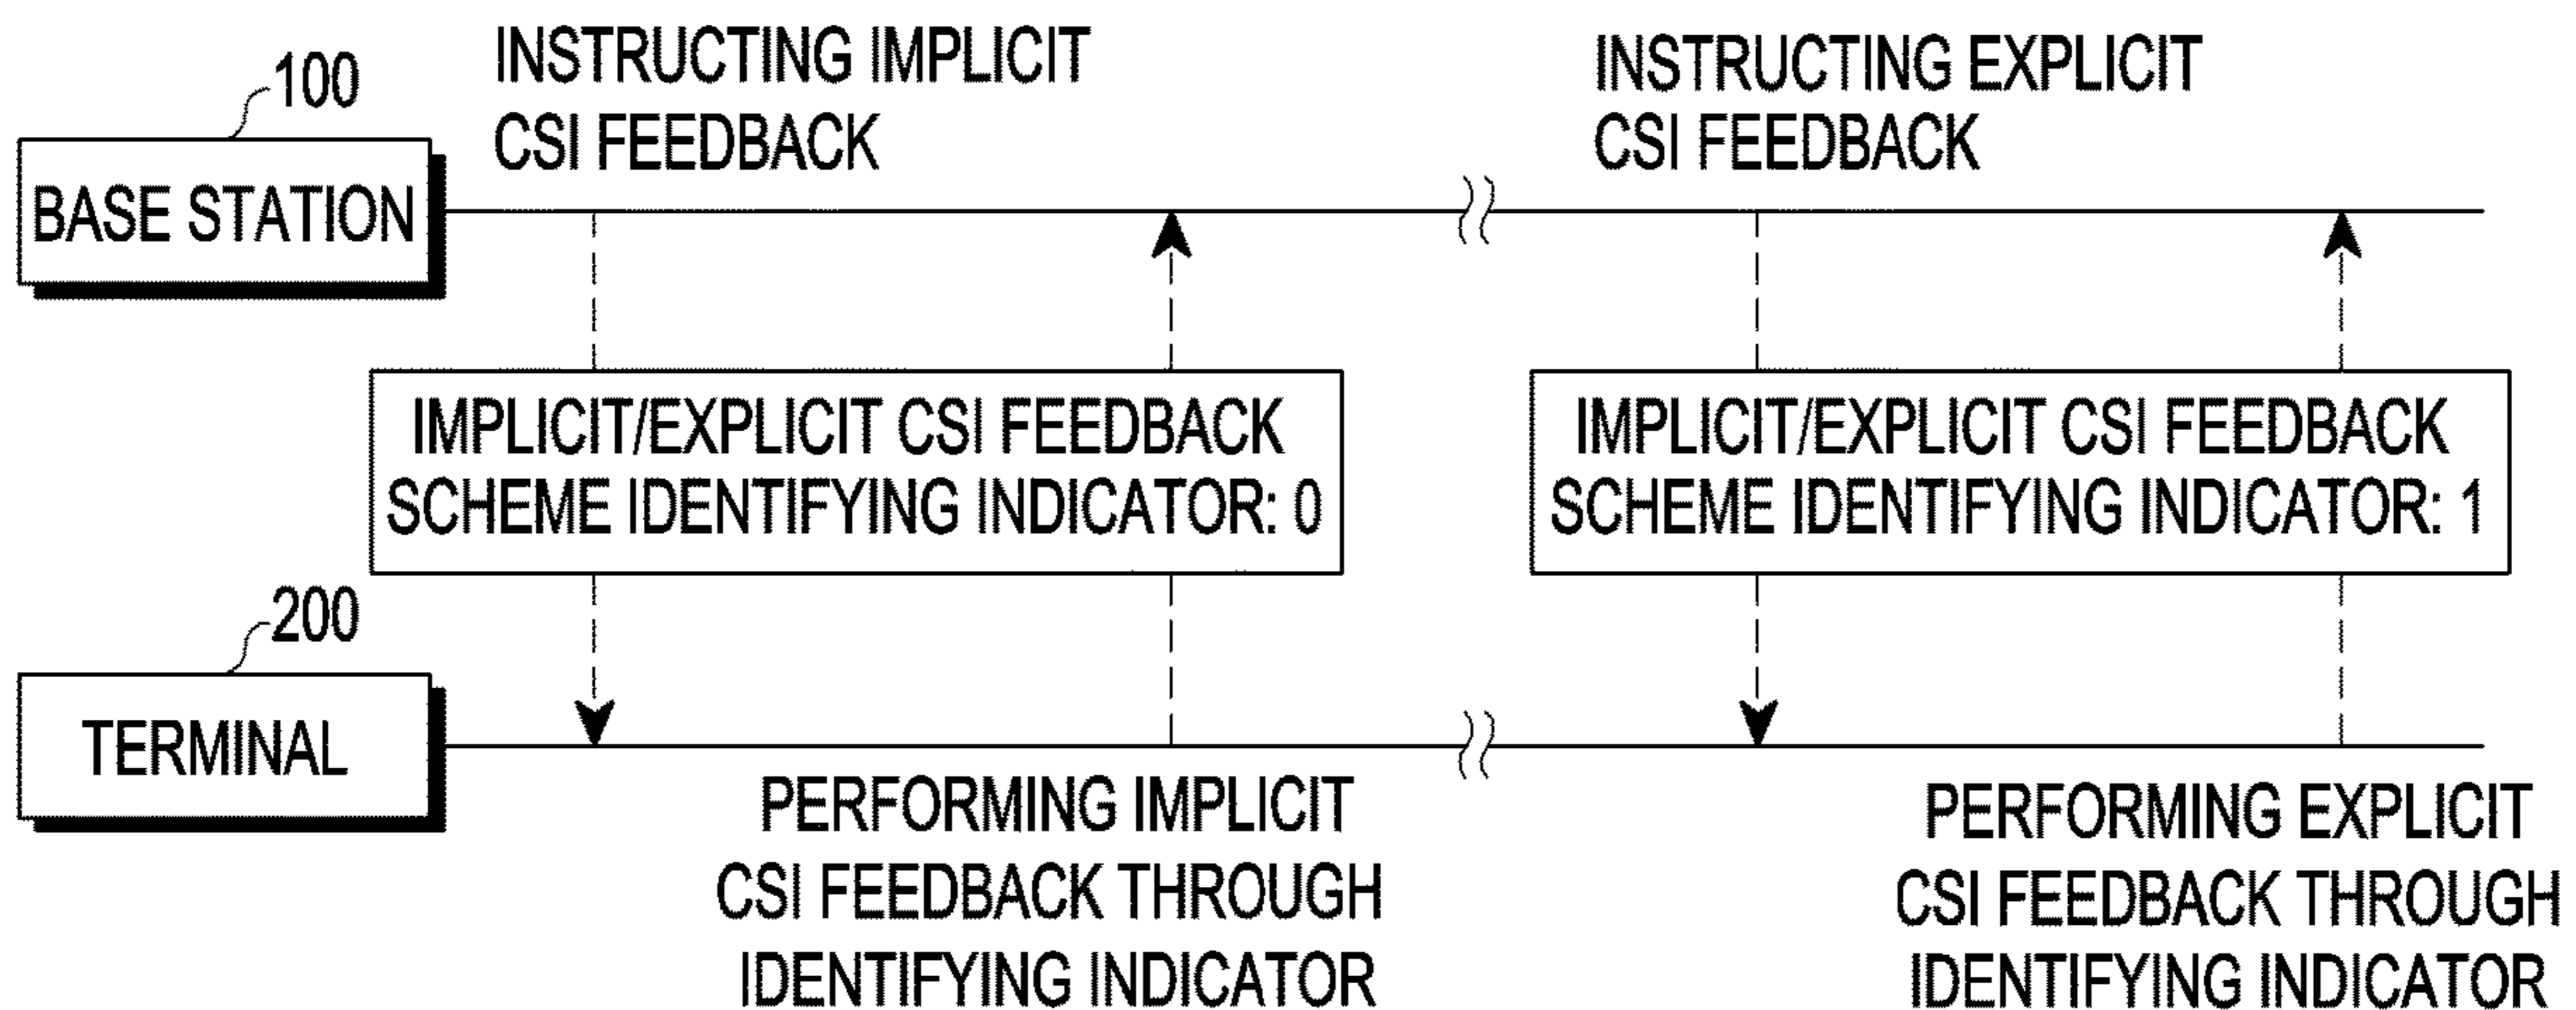 100
INSTRUCTING IMPLICIT
CSI FEEDBACK
INSTRUCTING EXPLICIT
CSI FEEDBACK
BASE STATION
IMPLICIT/EXPLICIT CSI FEEDBACK
SCHEME IDENTIFYING INDICATOR: 0
IMPLICIT/EXPLICIT CSI FEEDBACK
SCHEME IDENTIFYING INDICATOR: 1
200
TERMINAL
PERFORMING IMPLICIT
CSI FEEDBACK THROUGH
IDENTIFYING INDICATOR
PERFORMING EXPLICIT
CSI FEEDBACK THROUGH
IDENTIFYING INDICATOR